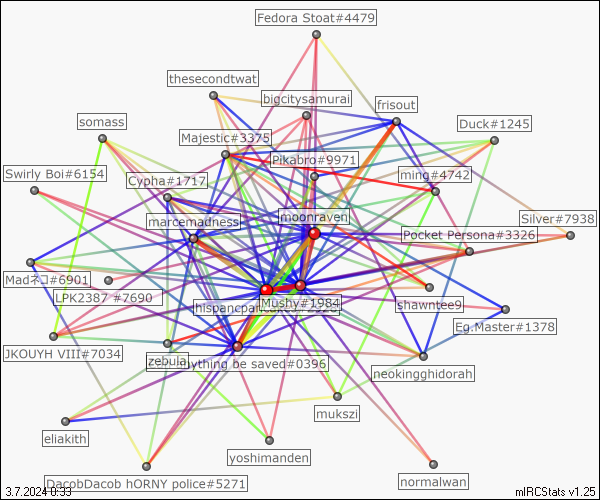 Fedora Stoat#4479
thesecondtwat
bigcitysamurai
frisout
somass
Duck#1245
Majestic#3375
Pikabro#9971
Swirly Boi#6154
Cypha#1717
ming#4742
marcemadness
moonraven
Silver#7938
Pocket Persona#3326
Madネコ#6901
LPK2387 #7690
Mushy#1984
shawntee9
Eg.Master#1378
JKOUYH VIII#7034
zebula
ything be saved#0396
neokingghidorah
mukszi
eliakith
yoshimanden
normalwan
DacobDacob hORNY police#5271
3.7.2024 0:33
mIRCStats v1.25